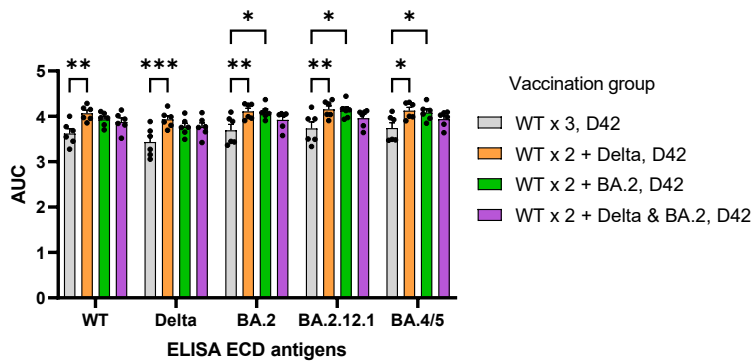 *
*
*
**
***
**
**
*
5
4
3
2
1
0
AUC
WT
Delta
BA.2
BA.2.12.1
BA.4/5
ELISA ECD antigens
Vaccination group
WT x 3, D42
WT x 2 + Delta, D42
WT x 2 + BA.2, D42
WT x 2 + Delta & BA.2, D42